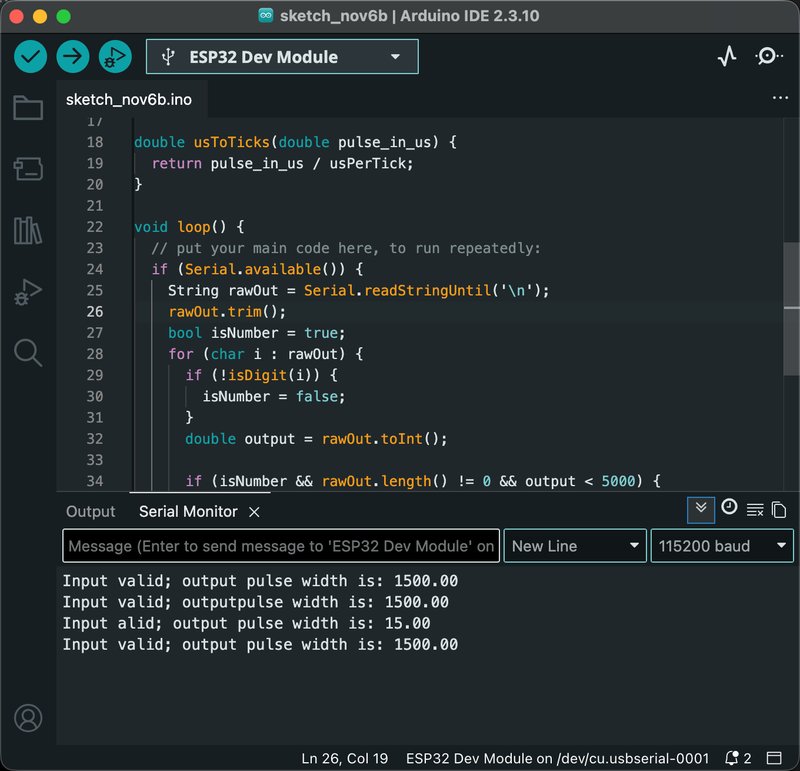 sketch_nov6b | Arduino IDE 2.3.10
ESP32 Dev Module
sketch_nov6b.ino
17
18 double usToTicks(double pulse_in_us) {
19 return pulse_in_us / usPerTick;
20 }
21
22 void loop() {
23 // put your main code here, to run repeatedly:
24 if (Serial.available()) {
25 String rawOut = Serial.readStringUntil('\n');
26 rawOut.trim();
27 bool isNumber = true;
28 for (char i : rawOut) {
29 if (!isDigit(i)) {
30 isNumber = false;
31 }
32 double output = rawOut.toInt();
33
34 if (isNumber && rawOut.length() != 0 && output < 5000) {
Output Serial Monitor
Message (Enter to send message to 'ESP32 Dev Module' on New Line 115200 baud
Input valid; output pulse width is: 1500.00
Input valid; outputpulse width is: 1500.00
Input alid; output pulse width is: 15.00
Input valid; output pulse width is: 1500.00
Ln 26, Col 19 ESP32 Dev Module on /dev/cu.usbserial-0001 2